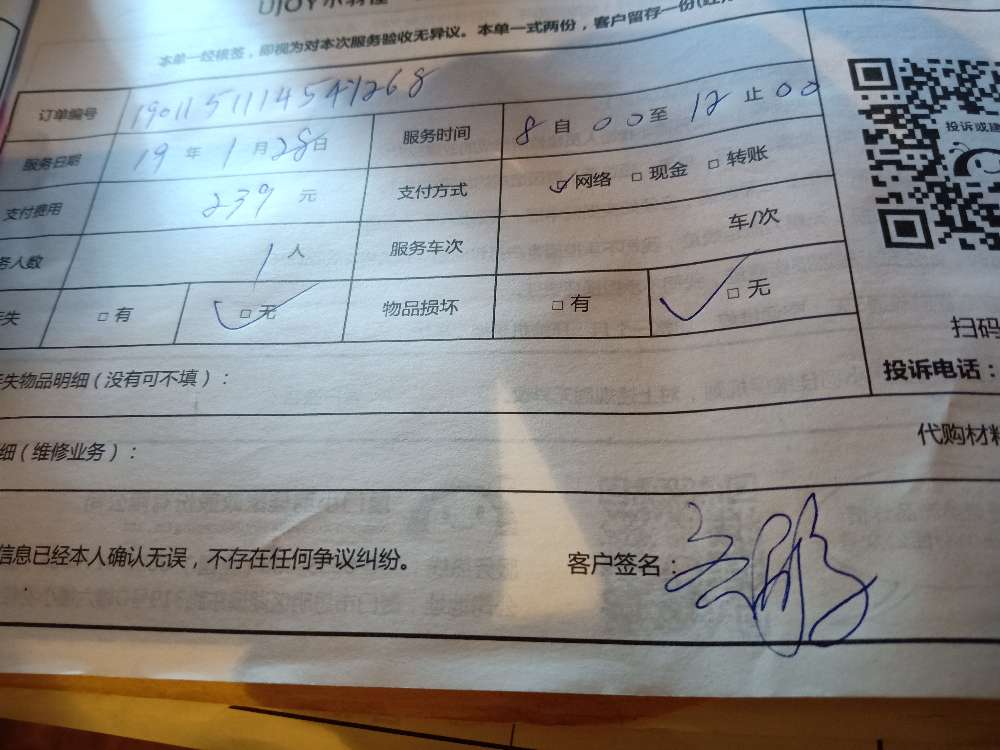 本单一经核签，即视为对本次服务验收无异议。本单一式两份，客户留存一份
订单编号 19011511145471268
投诉或建
服务日期 19 年 1 月 28 日 服务时间 8 自 00 至 12 止 00
支付费用 239 元 支付方式 ☑网络 □现金 □转账
务人数 1 人 服务车次 车/次
失 □有 ☑无 物品损坏 □有 ☑无
扫码
失物品明细（没有可不填）：
投诉电话：
细（维修业务）：
代购材料
信息已经本人确认无误，不存在任何争议纠纷。
客户签名：